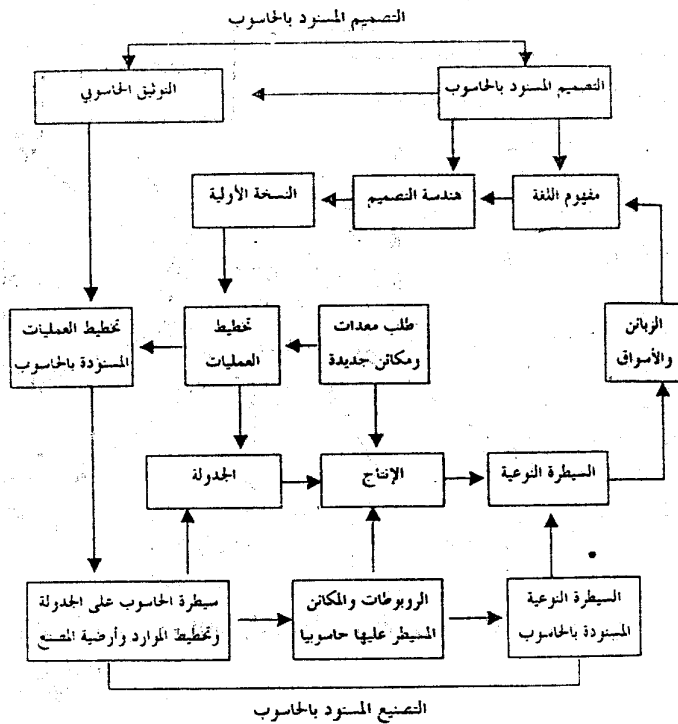 التصميم المسنود بالحاسوب
التصميم المسنود بالحاسوب
التوثيق الحاسوبي
مفهوم اللغة
هندسة التصميم
النسخة الأولية
الزبائن
والأسواق
طلب معدات
ومكائن جديدة
تخطيط
العمليات
تخطيط العمليات
المسنودة بالحاسوب
السيطرة النوعية
الإنتاج
الجدولة
السيطرة النوعية
المسنودة بالحاسوب
الروبوطات والمكائن
المسيطر عليها حاسوبيا
سيطرة الحاسوب على الجدولة
وتخطيط الموارد وأرضية المصنع
التصنيع المسنود بالحاسوب